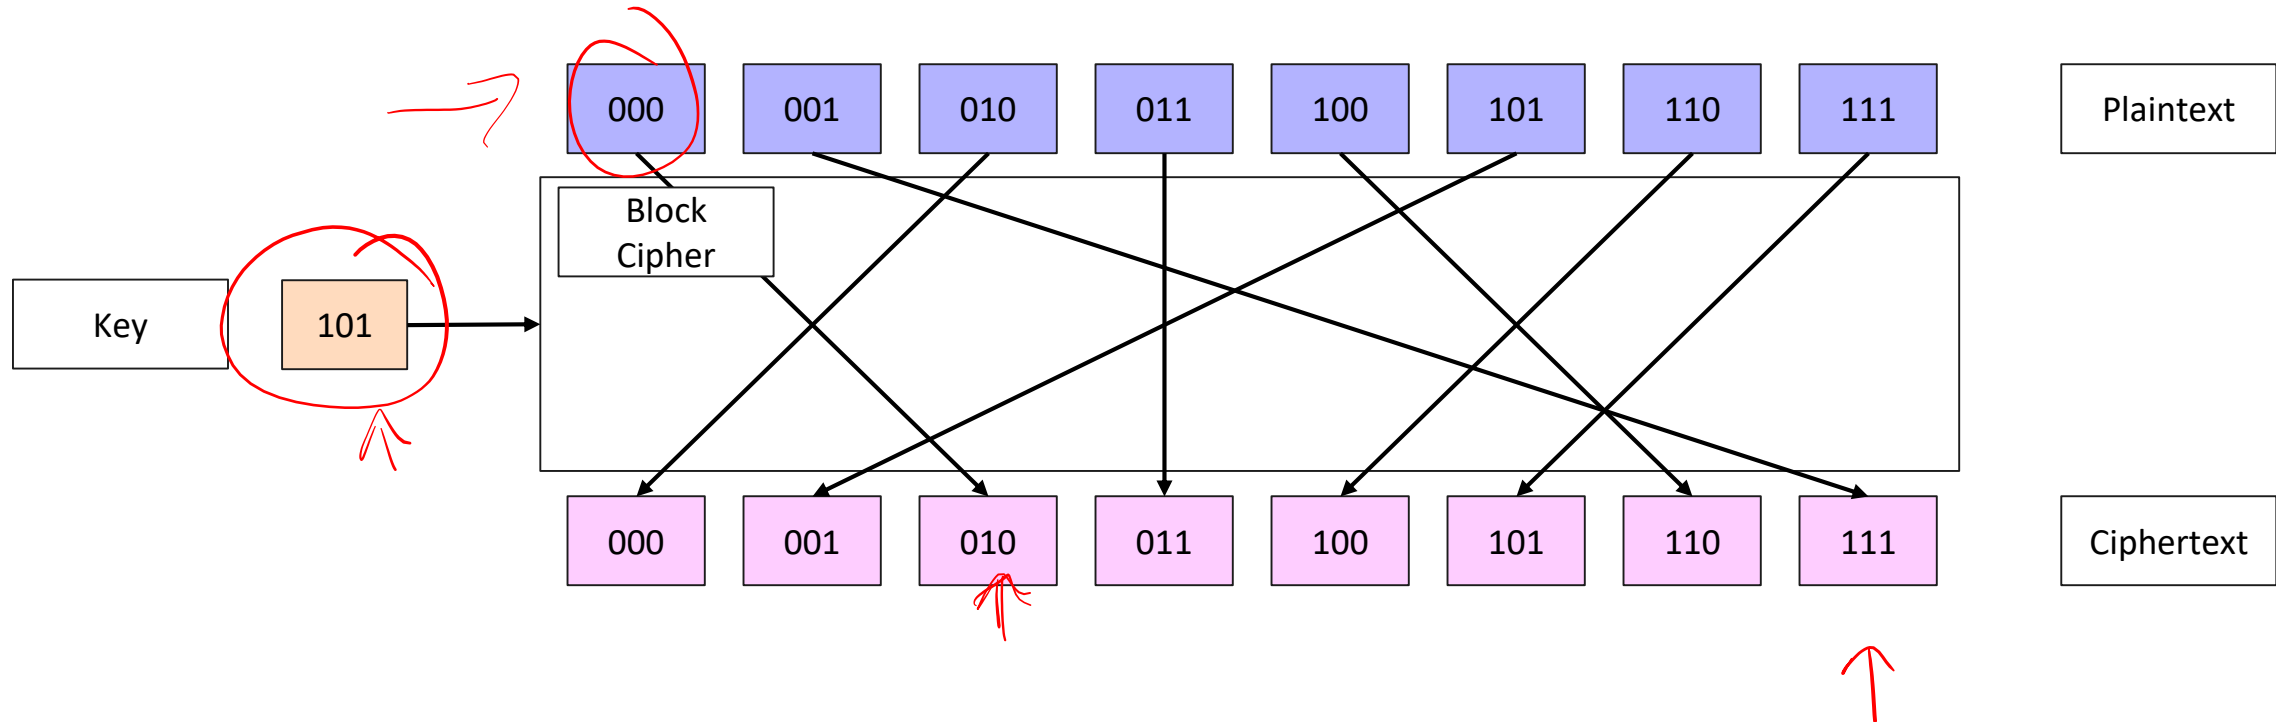 000 001 010 011 100 101 110 111 Plaintext
Block
Cipher
Key 101
000 001 010 011 100 101 110 111 Ciphertext